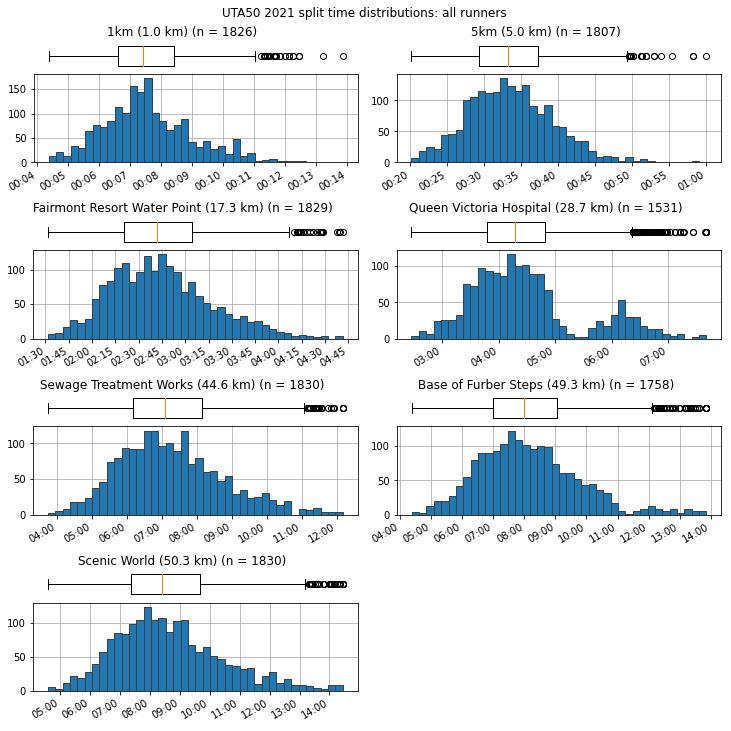 UTA50 2021 split time distributions: all runners
1km (1.0 km) (n = 1826)
150
100
50
0
00:04 00:05 00:06 00:07 00:08 00:09 00:10 00:11 00:12 00:13 00:14
5km (5.0 km) (n = 1807)
100
50
0
00:20 00:25 00:30 00:35 00:40 00:45 00:50 00:55 01:00
Fairmont Resort Water Point (17.3 km) (n = 1829)
100
50
0
01:30 01:45 02:00 02:15 02:30 02:45 03:00 03:15 03:30 03:45 04:00 04:15 04:30 04:45
Queen Victoria Hospital (28.7 km) (n = 1531)
100
50
0
03:00 04:00 05:00 06:00 07:00
Sewage Treatment Works (44.6 km) (n = 1830)
100
50
0
04:00 05:00 06:00 07:00 08:00 09:00 10:00 11:00 12:00
Base of Furber Steps (49.3 km) (n = 1758)
100
50
0
04:00 05:00 06:00 07:00 08:00 09:00 10:00 11:00 12:00 13:00 14:00
Scenic World (50.3 km) (n = 1830)
100
50
0
05:00 06:00 07:00 08:00 09:00 10:00 11:00 12:00 13:00 14:00